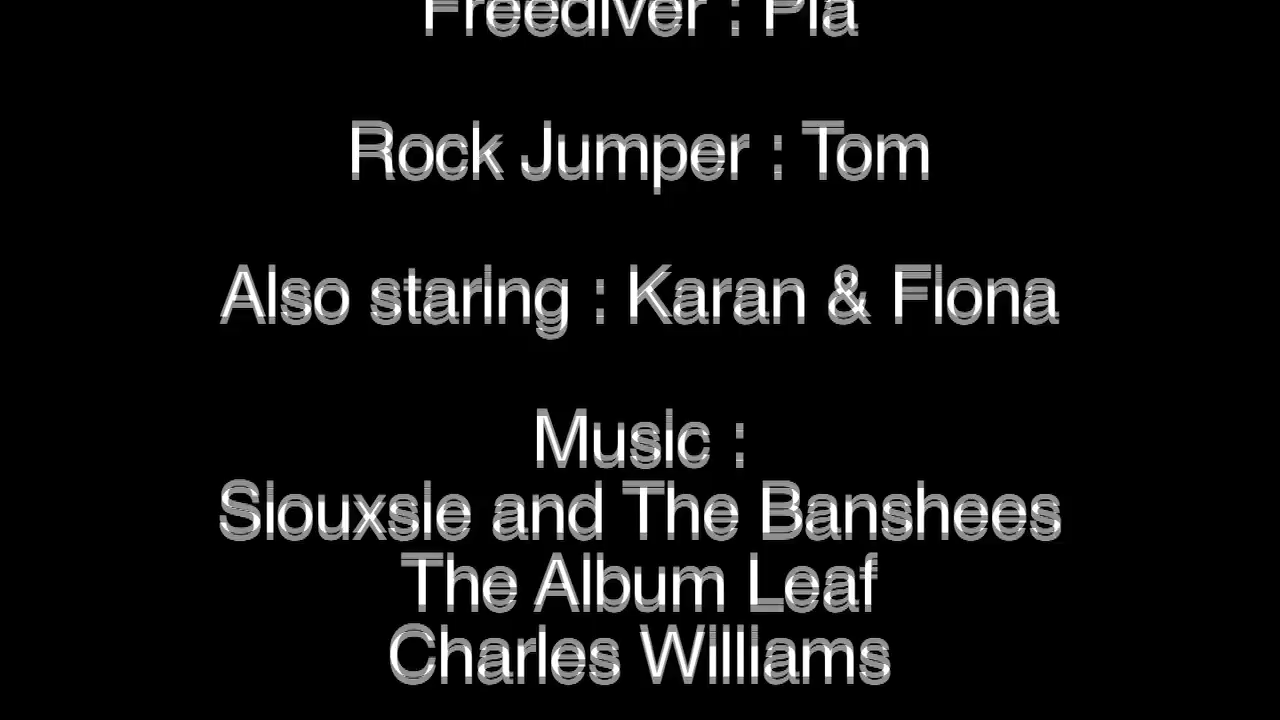 Freediver : Pia
Rock Jumper : Tom
Also staring : Karan & Fiona
Music :
Siouxsie and The Banshees
The Album Leaf
Charles Williams